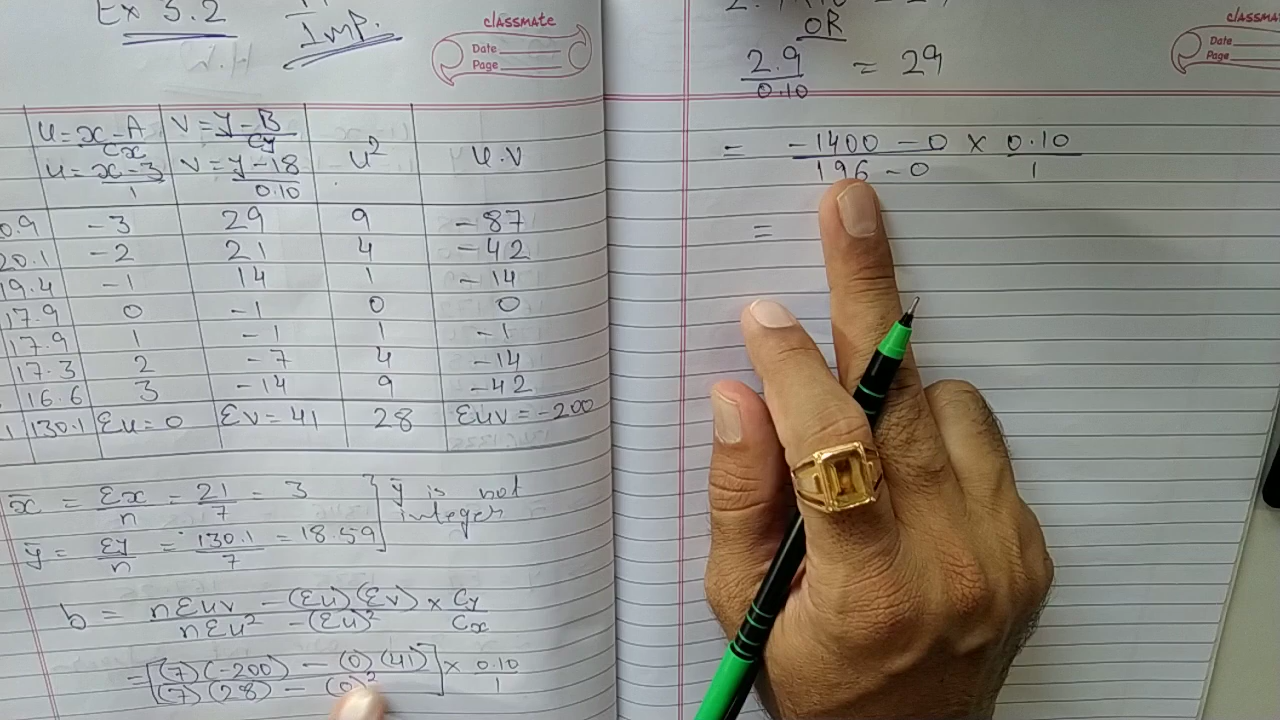 Ex 3.2
Imp.
classmate
Date
Page
u = x - A / Cx
v = y - B / Cy
u = x - 3 / 1
v = y - 18 / 0.10
u²
u.v
0.9 -3 29 9 -87
20.1 -2 21 4 -42
19.4 -1 14 1 -14
17.9 0 -1 0 0
17.9 1 -1 1 -1
17.3 2 -7 4 -14
16.6 3 -14 9 -42
130.1 Σu = 0 Σv = 41 28 Σuv = -200
x̄ = Σx / n = 21 / 7 = 3
ȳ = Σy / n = 130.1 / 7 = 18.59
ȳ is not
integer
b = nΣuv - (Σu)(Σv) / nΣu² - (Σu)² × Cy / Cx
= [(7)(-200) - (0)(41) / (7)(28) - (0)²] × 0.10 / 1
OR
2.9 / 0.10 = 29
classma
Date
Page
= -1400 - 0 / 196 - 0 × 0.10 / 1
=